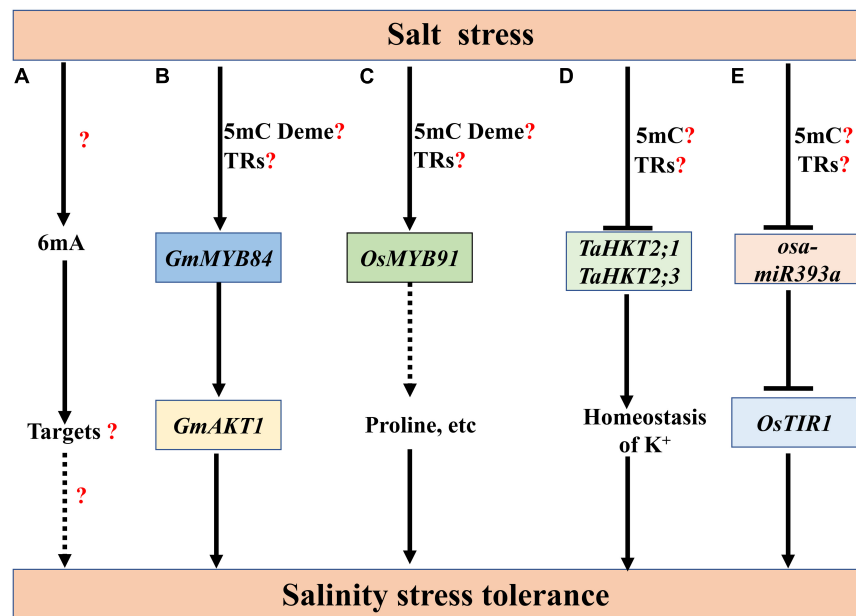 Salt stress
A
B
C
D
E
?
5mC Deme?
TRs?
5mC Deme?
TRs?
5mC?
TRs?
5mC?
TRs?
6mA
GmMYB84
OsMYB91
TaHKT2;1
TaHKT2;3
osa-
miR393a
Targets ?
GmAKT1
Proline, etc
Homeostasis
of K⁺
OsTIR1
?
Salinity stress tolerance